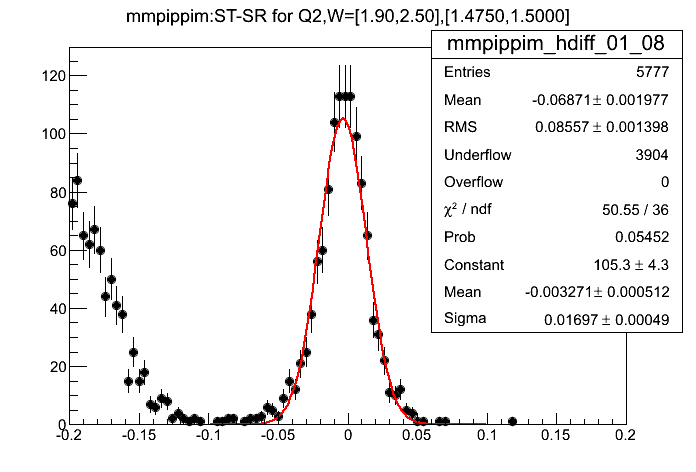 mmpippim:ST-SR for Q2,W=[1.90,2.50],[1.4750,1.5000]
mmpippim_hdiff_01_08
Entries 5777
Mean -0.06871± 0.001977
RMS 0.08557 ± 0.001398
Underflow 3904
Overflow 0
χ² / ndf 50.55 / 36
Prob 0.05452
Constant 105.3 ± 4.3
Mean -0.003271± 0.000512
Sigma 0.01697 ± 0.00049
120
100
80
60
40
20
0
-0.2 -0.15 -0.1 -0.05 0 0.05 0.1 0.15 0.2